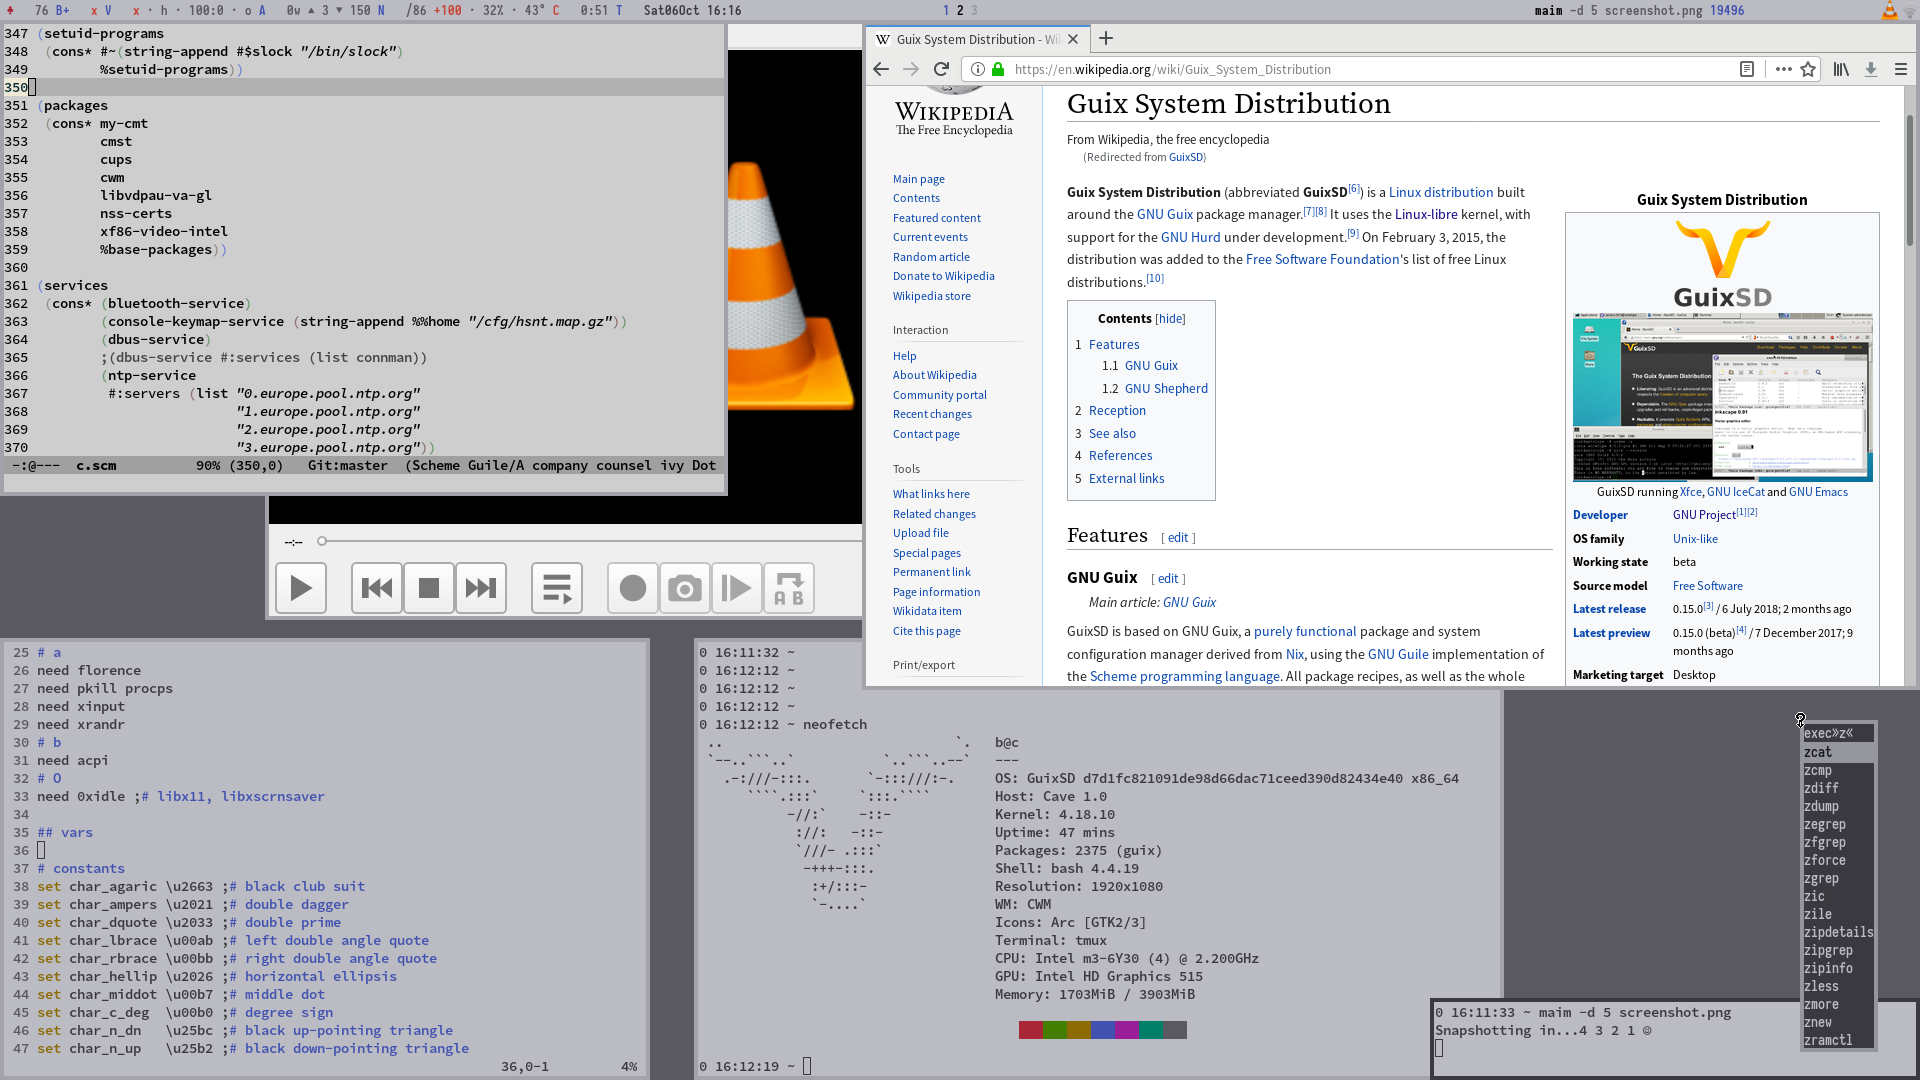 76 B+ x V x · h · 100:0 · o A 0w ▲ 3 ▼ 150 N /86 +100 · 32% · 43° C 0:51 T Sat06Oct 16:16
1 2 3
maim -d 5 screenshot.png 19496
347 (setuid-programs
348 (cons* #~(string-append #$slock "/bin/slock")
349 %setuid-programs))
350
351 (packages
352 (cons* my-cmt
353 cmst
354 cups
355 cwm
356 libvdpau-va-gl
357 nss-certs
358 xf86-video-intel
359 %base-packages))
360
361 (services
362 (cons* (bluetooth-service)
363 (console-keymap-service (string-append %%home "/cfg/hsnt.map.gz"))
364 (dbus-service)
365 ;(dbus-service #:services (list connman))
366 (ntp-service
367 #:servers (list "0.europe.pool.ntp.org"
368 "1.europe.pool.ntp.org"
369 "2.europe.pool.ntp.org"
370 "3.europe.pool.ntp.org"))
-:@--- c.scm 90% (350,0) Git:master (Scheme Guile/A company counsel ivy Dot
--:--
A B
W Guix System Distribution - Wi
https://en.wikipedia.org/wiki/Guix_System_Distribution
WIKIPEDIA
The Free Encyclopedia
Main page
Contents
Featured content
Current events
Random article
Donate to Wikipedia
Wikipedia store
Interaction
Help
About Wikipedia
Community portal
Recent changes
Contact page
Tools
What links here
Related changes
Upload file
Special pages
Permanent link
Page information
Wikidata item
Cite this page
Print/export
Guix System Distribution
From Wikipedia, the free encyclopedia
(Redirected from GuixSD)
Guix System Distribution (abbreviated GuixSD[6]) is a Linux distribution built
around the GNU Guix package manager.[7][8] It uses the Linux-libre kernel, with
support for the GNU Hurd under development.[9] On February 3, 2015, the
distribution was added to the Free Software Foundation's list of free Linux
distributions.[10]
Contents [hide]
1 Features
1.1 GNU Guix
1.2 GNU Shepherd
2 Reception
3 See also
4 References
5 External links
Features [ edit ]
GNU Guix [ edit ]
Main article: GNU Guix
GuixSD is based on GNU Guix, a purely functional package and system
configuration manager derived from Nix, using the GNU Guile implementation of
the Scheme programming language. All package recipes, as well as the whole
Guix System Distribution
GuixSD
GuixSD running Xfce, GNU IceCat and GNU Emacs
Developer GNU Project[1][2]
OS family Unix-like
Working state beta
Source model Free Software
Latest release 0.15.0[3] / 6 July 2018; 2 months ago
Latest preview 0.15.0 (beta)[4] / 7 December 2017; 9
months ago
Marketing target Desktop
25 # a
26 need florence
27 need pkill procps
28 need xinput
29 need xrandr
30 # b
31 need acpi
32 # O
33 need 0xidle ;# libx11, libxscrnsaver
34
35 ## vars
36
37 # constants
38 set char_agaric \u2663 ;# black club suit
39 set char_ampers \u2021 ;# double dagger
40 set char_dquote \u2033 ;# double prime
41 set char_lbrace \u00ab ;# left double angle quote
42 set char_rbrace \u00bb ;# right double angle quote
43 set char_hellip \u2026 ;# horizontal ellipsis
44 set char_middot \u00b7 ;# middle dot
45 set char_c_deg \u00b0 ;# degree sign
46 set char_n_dn \u25bc ;# black up-pointing triangle
47 set char_n_up \u25b2 ;# black down-pointing triangle
36,0-1 4%
0 16:11:32 ~
0 16:12:12 ~
0 16:12:12 ~
0 16:12:12 ~
0 16:12:12 ~ neofetch
b@c
---
OS: GuixSD d7d1fc821091de98d66dac71ceed390d82434e40 x86_64
Host: Cave 1.0
Kernel: 4.18.10
Uptime: 47 mins
Packages: 2375 (guix)
Shell: bash 4.4.19
Resolution: 1920x1080
WM: CWM
Icons: Arc [GTK2/3]
Terminal: tmux
CPU: Intel m3-6Y30 (4) @ 2.200GHz
GPU: Intel HD Graphics 515
Memory: 1703MiB / 3903MiB
0 16:12:19 ~
exec»z«
zcat
zcmp
zdiff
zdump
zegrep
zfgrep
zforce
zgrep
zic
zile
zipdetails
zipgrep
zipinfo
zless
zmore
znew
zramctl
0 16:11:33 ~ maim -d 5 screenshot.png
Snapshotting in...4 3 2 1 ☺